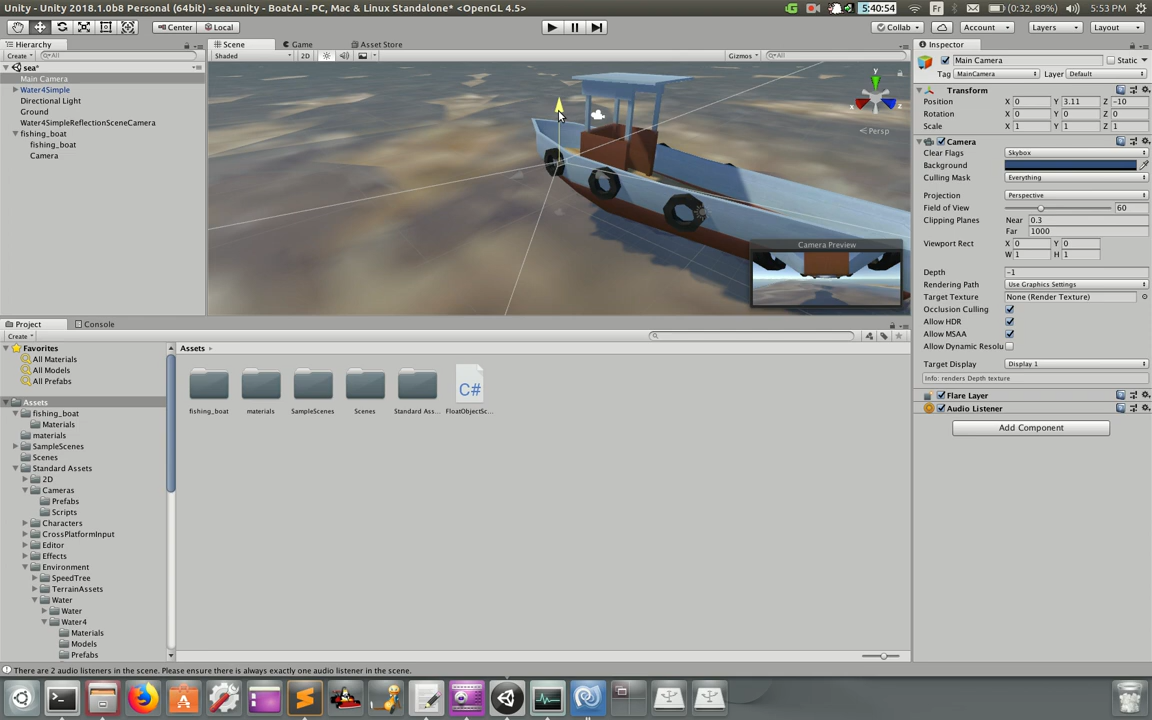 Unity - Unity 2018.1.0b8 Personal (64bit) - sea.unity - BoatAI - PC, Mac & Linux Standalone* <OpenGL 4.5>
5:40:54
Fr
(0:32, 89%)
5:53 PM
Center
Local
Collab
Account
Layers
Layout
Hierarchy
Create
All
sea*
Main Camera
Water4Simple
Directional Light
Ground
Water4SimpleReflectionSceneCamera
fishing_boat
fishing_boat
Camera
Scene
Game
Asset Store
Shaded
2D
Gizmos
All
y
x
z
Persp
Camera Preview
Inspector
Main Camera
Static
Tag
MainCamera
Layer
Default
Transform
Position X 0 Y 3.11 Z -10
Rotation X 0 Y 0 Z 0
Scale X 1 Y 1 Z 1
Camera
Clear Flags Skybox
Background
Culling Mask Everything
Projection Perspective
Field of View 60
Clipping Planes Near 0.3
Far 1000
Viewport Rect X 0 Y 0
W 1 H 1
Depth -1
Rendering Path Use Graphics Settings
Target Texture None (Render Texture)
Occlusion Culling
Allow HDR
Allow MSAA
Allow Dynamic Resolu
Target Display Display 1
Info: renders Depth texture
Flare Layer
Audio Listener
Add Component
Project
Console
Create
Favorites
All Materials
All Models
All Prefabs
Assets
fishing_boat
Materials
materials
SampleScenes
Scenes
Standard Assets
2D
Cameras
Prefabs
Scripts
Characters
CrossPlatformInput
Editor
Effects
Environment
SpeedTree
TerrainAssets
Water
Water
Water4
Materials
Models
Prefabs
Assets
C#
fishing_boat
materials
SampleScenes
Scenes
Standard Ass...
FloatObjectSc...
There are 2 audio listeners in the scene. Please ensure there is always exactly one audio listener in the scene.